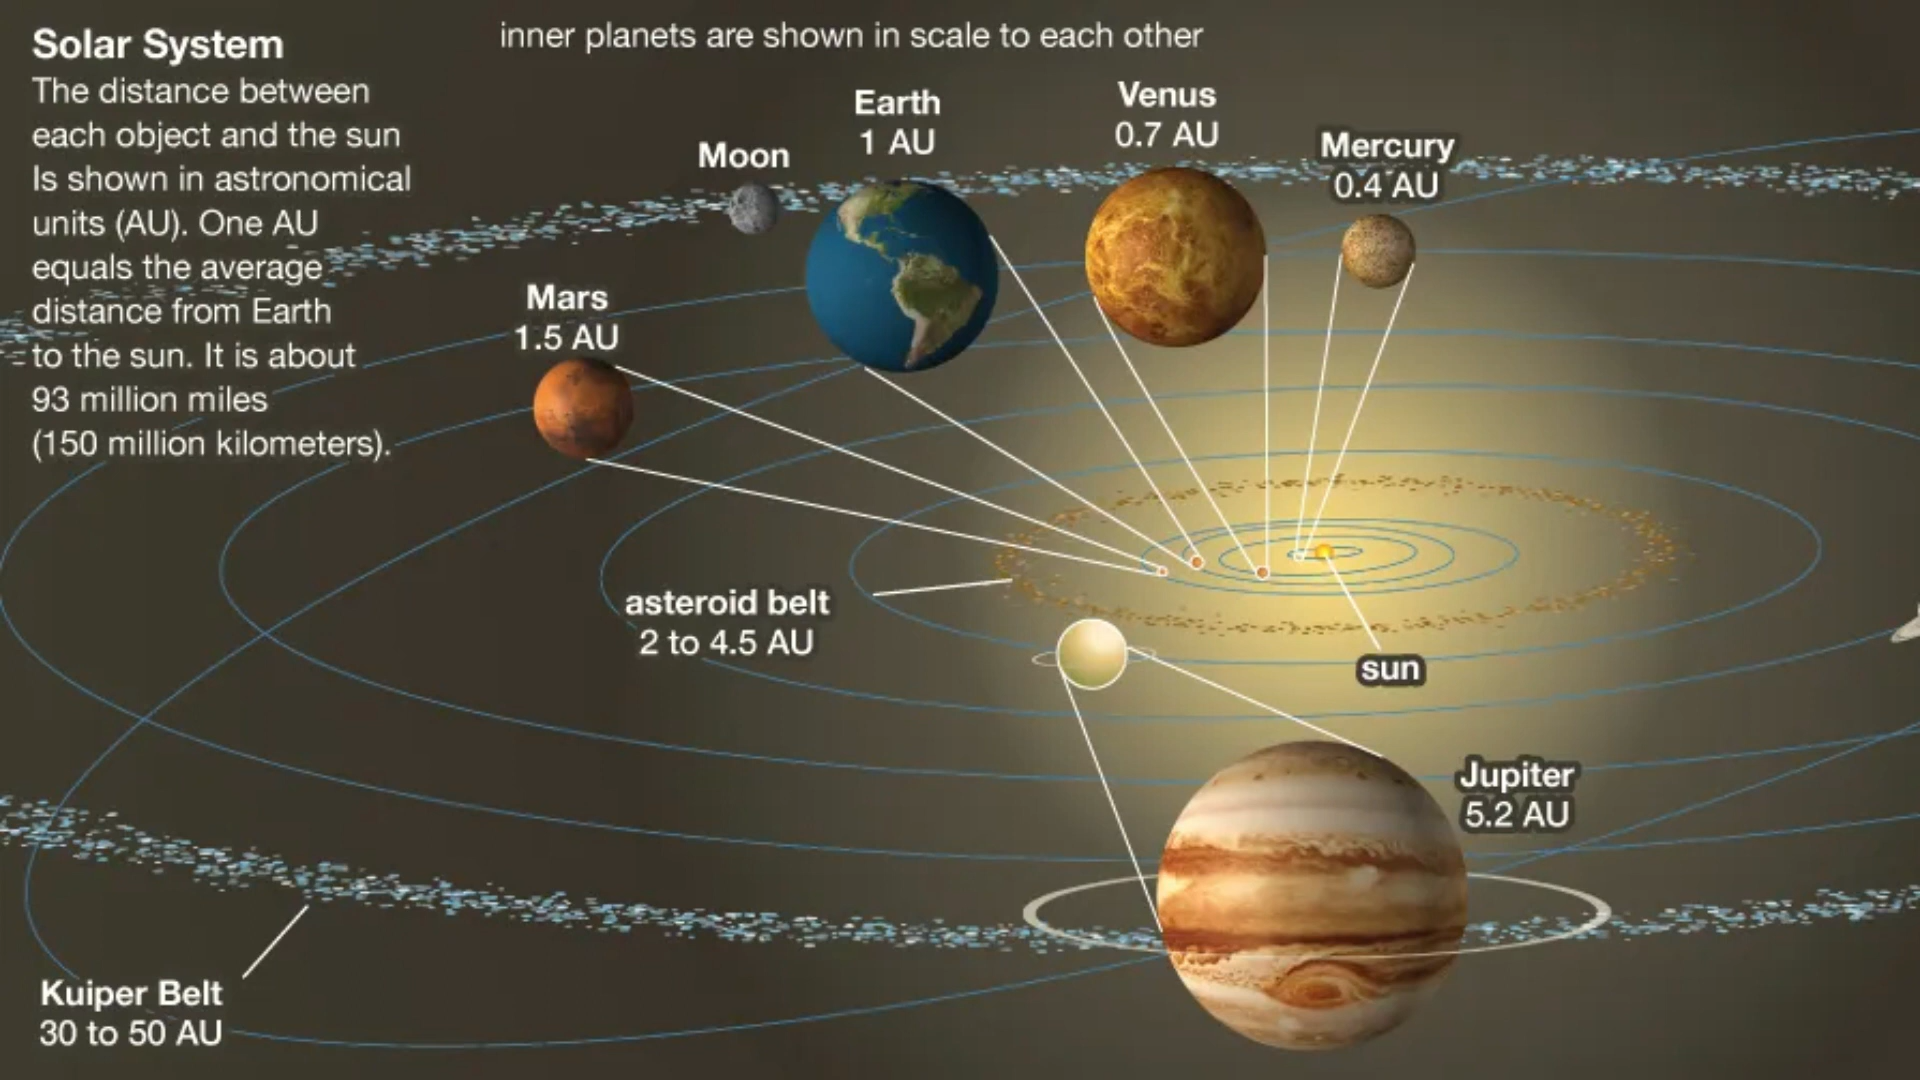 Solar System
The distance between
each object and the sun
Is shown in astronomical
units (AU). One AU
equals the average
distance from Earth
to the sun. It is about
93 million miles
(150 million kilometers).
inner planets are shown in scale to each other
Moon
Earth
1 AU
Venus
0.7 AU
Mercury
0.4 AU
Mars
1.5 AU
asteroid belt
2 to 4.5 AU
sun
Jupiter
5.2 AU
Kuiper Belt
30 to 50 AU